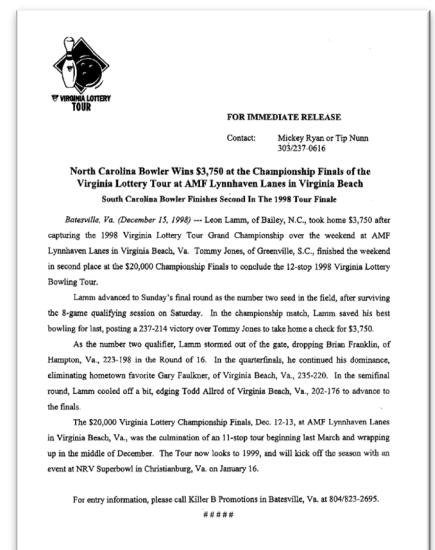 VIRGINIA LOTTERY
TOUR
FOR IMMEDIATE RELEASE
Contact: Mickey Ryan or Tip Nunn
303/237-0616
North Carolina Bowler Wins $3,750 at the Championship Finals of the
Virginia Lottery Tour at AMF Lynnhaven Lanes in Virginia Beach
South Carolina Bowler Finishes Second In The 1998 Tour Finale
Batesville, Va. (December 15, 1998) --- Leon Lamm, of Bailey, N.C., took home $3,750 after
capturing the 1998 Virginia Lottery Tour Grand Championship over the weekend at AMF
Lynnhaven Lanes in Virginia Beach, Va. Tommy Jones, of Greenville, S.C., finished the weekend
in second place at the $20,000 Championship Finals to conclude the 12-stop 1998 Virginia Lottery
Bowling Tour.
Lamm advanced to Sunday's final round as the number two seed in the field, after surviving
the 8-game qualifying session on Saturday. In the championship match, Lamm saved his best
bowling for last, posting a 237-214 victory over Tommy Jones to take home a check for $3,750.
As the number two qualifier, Lamm stormed out of the gate, dropping Brian Franklin, of
Hampton, Va., 223-198 in the Round of 16. In the quarterfinals, he continued his dominance,
eliminating hometown favorite Gary Faulkner, of Virginia Beach, Va., 235-220. In the semifinal
round, Lamm cooled off a bit, edging Todd Allred of Virginia Beach, Va., 202-176 to advance to
the finals.
The $20,000 Virginia Lottery Championship Finals, Dec. 12-13, at AMF Lynnhaven Lanes
in Virginia Beach, Va., was the culmination of an 11-stop tour beginning last March and wrapping
up in the middle of December. The Tour now looks to 1999, and will kick off the season with an
event at NRV Superbowl in Christianburg, Va. on January 16.
For entry information, please call Killer B Promotions in Batesville, Va. at 804/823-2695.
#####